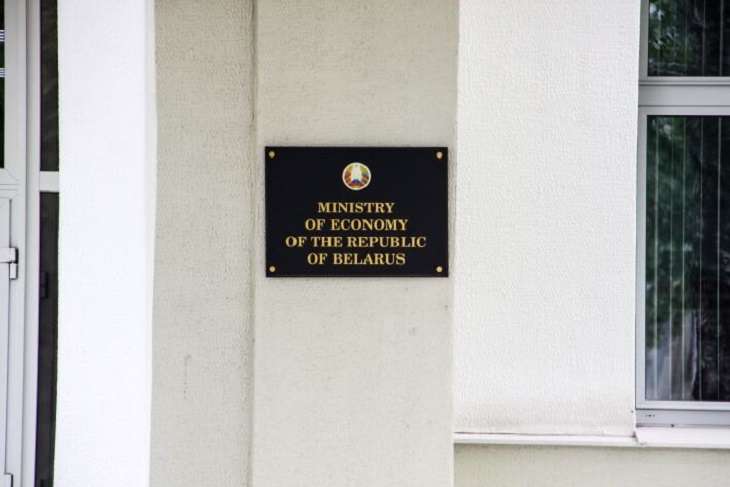 MINISTRY
OF ECONOMY
OF THE REPUBLIC
OF BELARUS